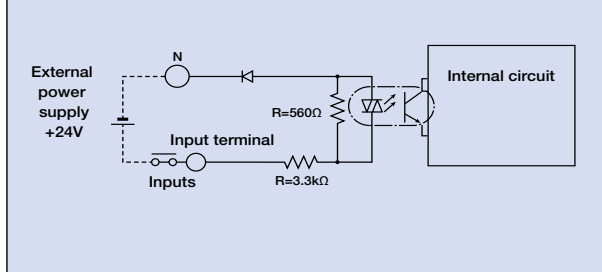 N
External
power
supply
+24V
Internal circuit
R=560Ω
Input terminal
Inputs
R=3.3kΩ